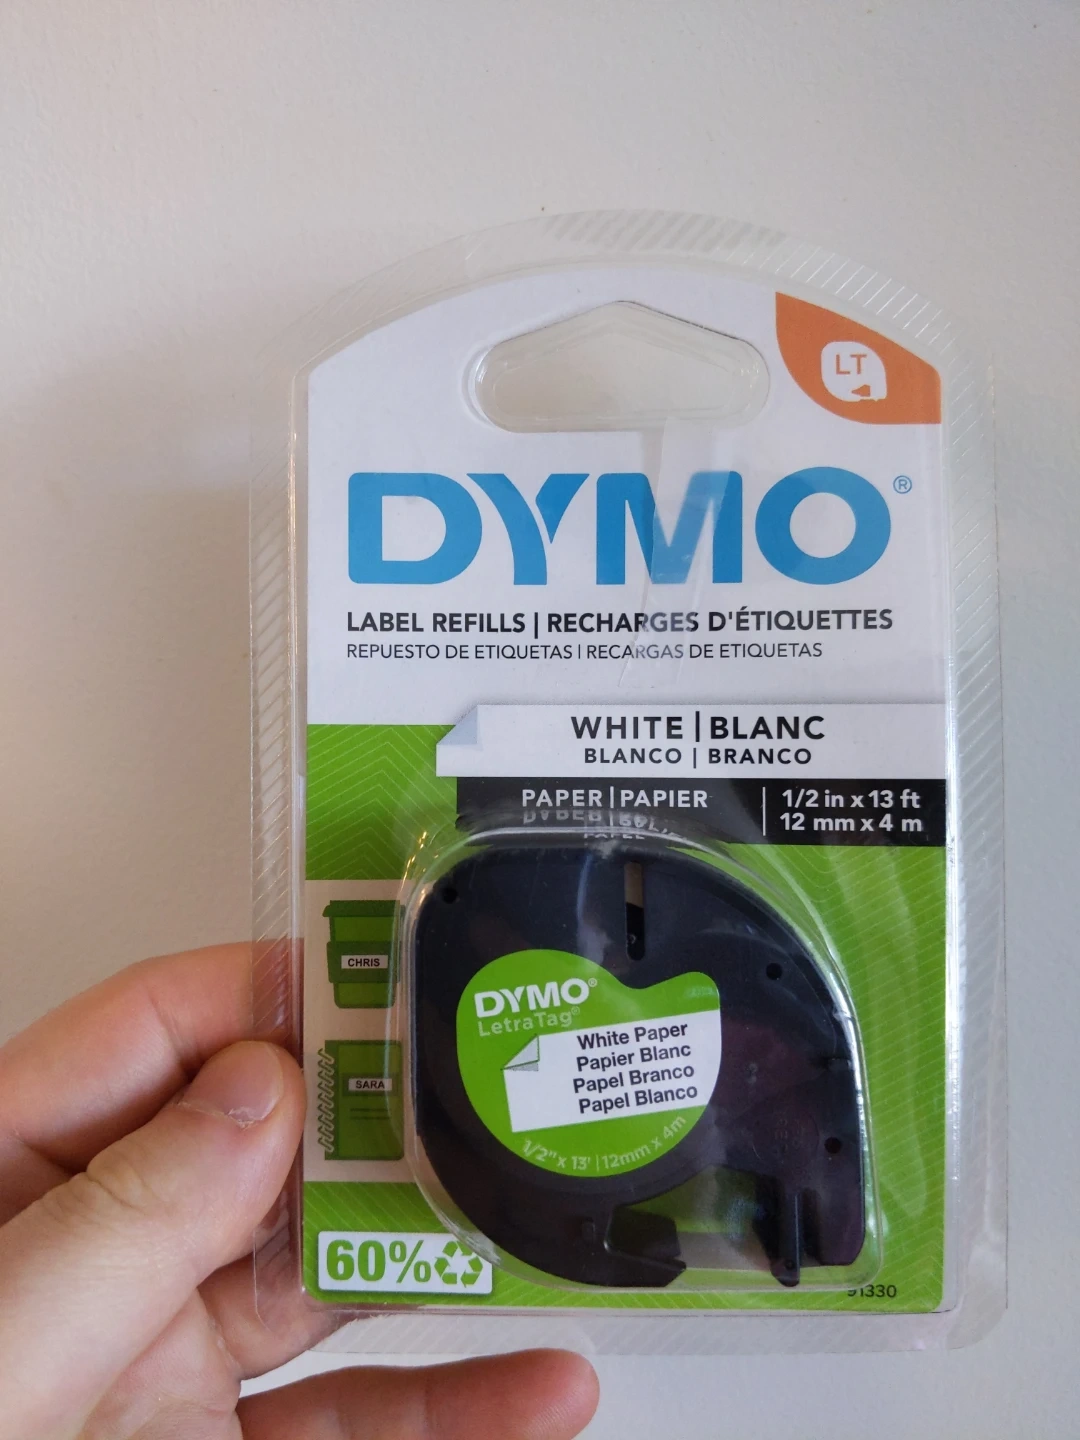 LT
DYMO®
LABEL REFILLS | RECHARGES D'ÉTIQUETTES
REPUESTO DE ETIQUETAS | RECARGAS DE ETIQUETAS
WHITE | BLANC
BLANCO | BRANCO
PAPER | PAPIER
1/2 in x 13 ft
12 mm x 4 m
CHRIS
SARA
DYMO®
LetraTag®
White Paper
Papier Blanc
Papel Branco
Papel Blanco
1/2" x 13' | 12mm x 4m
60%
91330